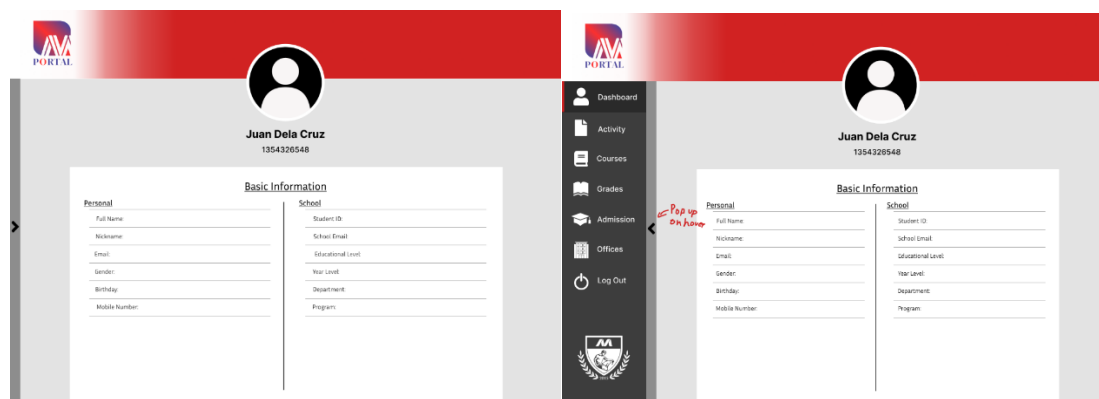 PORTAL
Juan Dela Cruz
1354326548
Basic Information
Personal
Full Name:
Nickname:
Email:
Gender:
Birthday:
Mobile Number:
School
Student ID:
School Email:
Educational Level:
Year Level:
Department:
Program:
PORTAL
Dashboard
Activity
Courses
Grades
Admission
Offices
Log Out
Pop up
on hover
Juan Dela Cruz
1354326548
Basic Information
Personal
Full Name:
Nickname:
Email:
Gender:
Birthday:
Mobile Number:
School
Student ID:
School Email:
Educational Level:
Year Level:
Department:
Program: